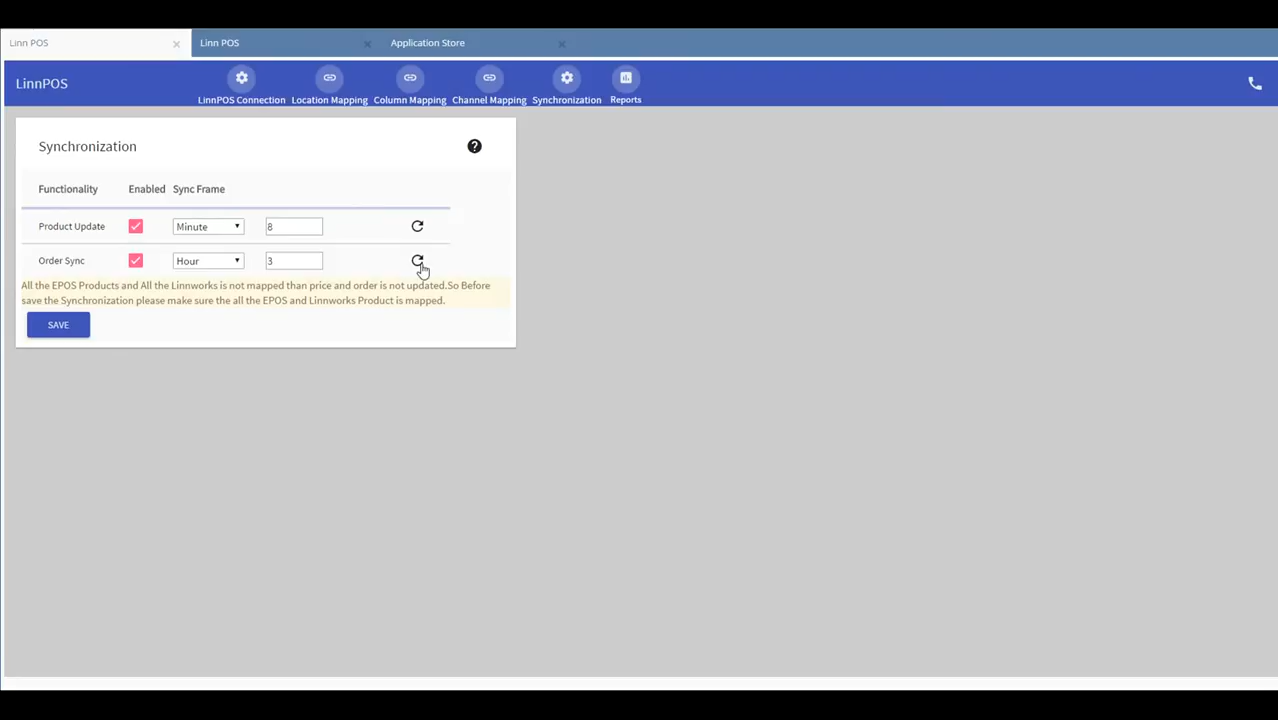 Linn POS
Linn POS
Application Store
LinnPOS
LinnPOS Connection
Location Mapping
Column Mapping
Channel Mapping
Synchronization
Reports
Synchronization
Functionality Enabled Sync Frame
Product Update Minute 8
Order Sync Hour 3
All the EPOS Products and All the Linnworks is not mapped than price and order is not updated.So Before
save the Synchronization please make sure the all the EPOS and Linnworks Product is mapped.
SAVE